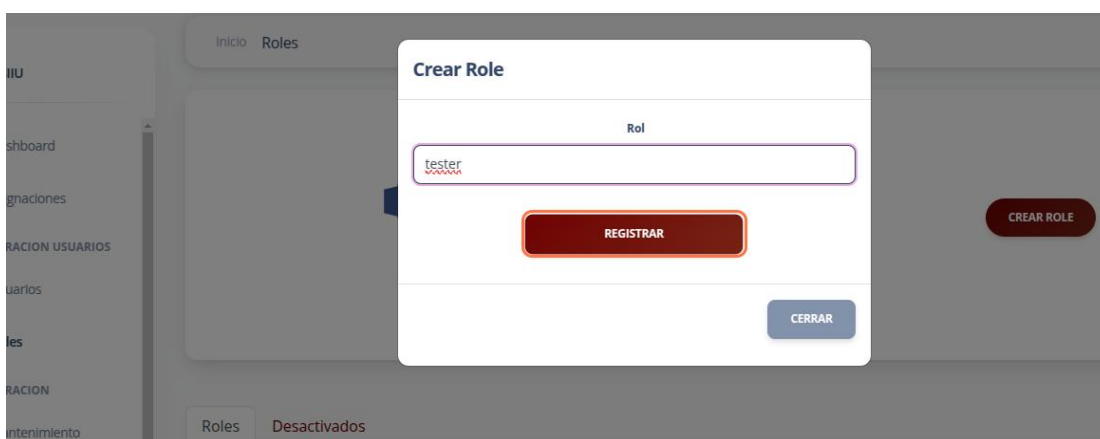 Inicio Roles
IIU
shboard
gnaciones
RACION USUARIOS
uarios
les
RACION
antenimiento
Crear Role
Rol
tester
REGISTRAR
CERRAR
CREAR ROLE
Roles Desactivados